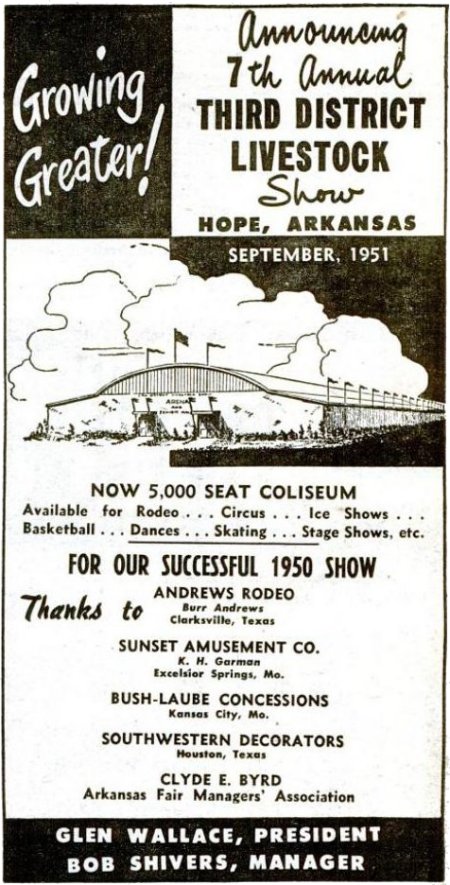 Growing
Greater!
Announcing
7th Annual
THIRD DISTRICT
LIVESTOCK
Show
HOPE, ARKANSAS
SEPTEMBER, 1951
ARENA
AND
NOW 5,000 SEAT COLISEUM
Available for Rodeo . . . Circus . . . Ice Shows . . .
Basketball . . . Dances . . . Skating . . . Stage Shows, etc.
FOR OUR SUCCESSFUL 1950 SHOW
Thanks to
ANDREWS RODEO
Burr Andrews
Clarksville, Texas
SUNSET AMUSEMENT CO.
K. H. Garman
Excelsior Springs, Mo.
BUSH-LAUBE CONCESSIONS
Kansas City, Mo.
SOUTHWESTERN DECORATORS
Houston, Texas
CLYDE E. BYRD
Arkansas Fair Managers' Association
GLEN WALLACE, PRESIDENT
BOB SHIVERS, MANAGER